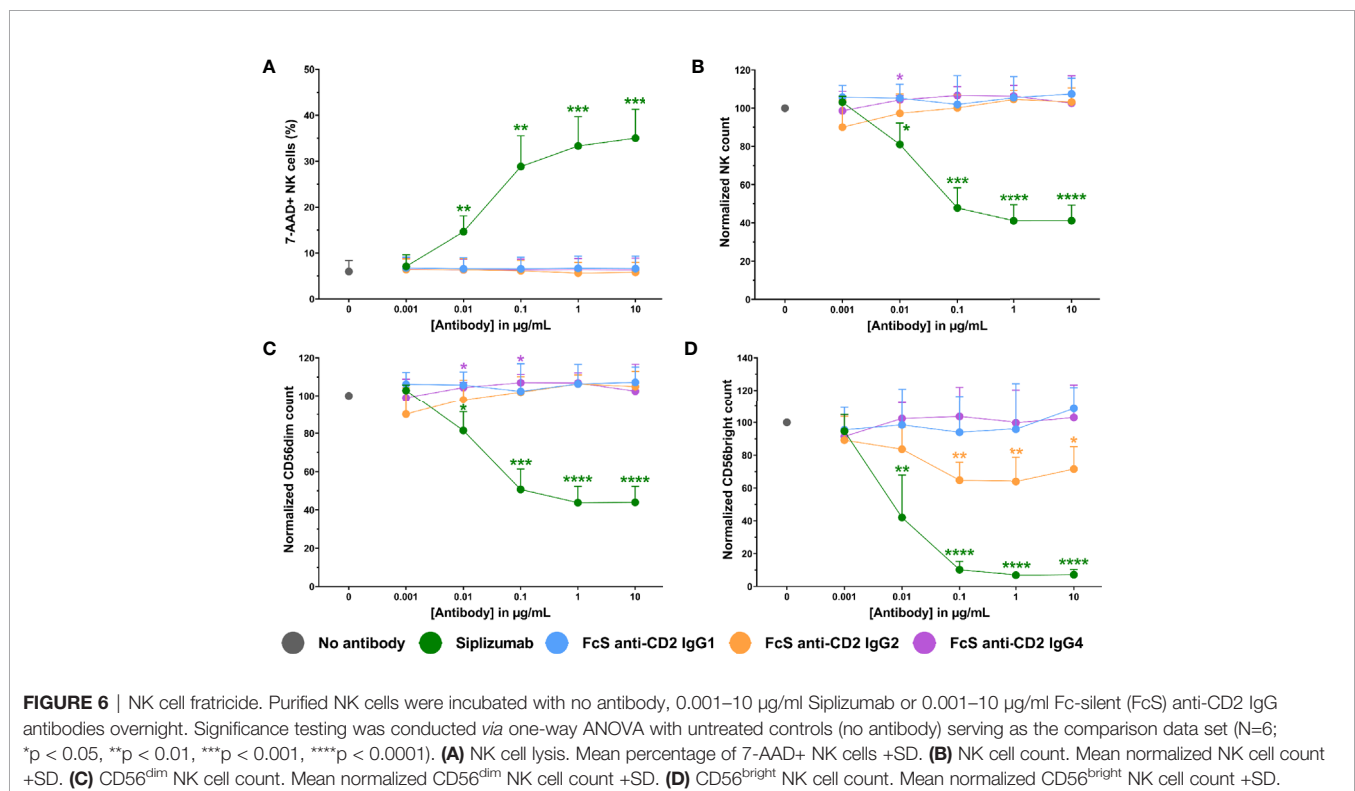 A
50
40
30
20
10
0
7-AAD+ NK cells (%)
** ** *** ***
0 0.001 0.01 0.1 1 10
[Antibody] in µg/mL
B
120
100
80
60
40
20
0
Normalized NK count
* * *** **** ****
0 0.001 0.01 0.1 1 10
[Antibody] in µg/mL
C
120
100
80
60
40
20
0
Normalized CD56dim count
* * * *** **** ****
0 0.001 0.01 0.1 1 10
[Antibody] in µg/mL
D
140
120
100
80
60
40
20
0
Normalized CD56bright count
** ** ** * **** **** ****
0 0.001 0.01 0.1 1 10
[Antibody] in µg/mL
No antibody Siplizumab FcS anti-CD2 IgG1 FcS anti-CD2 IgG2 FcS anti-CD2 IgG4
FIGURE 6 | NK cell fratricide. Purified NK cells were incubated with no antibody, 0.001–10 µg/ml Siplizumab or 0.001–10 µg/ml Fc-silent (FcS) anti-CD2 IgG
antibodies overnight. Significance testing was conducted via one-way ANOVA with untreated controls (no antibody) serving as the comparison data set (N=6;
*p < 0.05, **p < 0.01, ***p < 0.001, ****p < 0.0001). (A) NK cell lysis. Mean percentage of 7-AAD+ NK cells +SD. (B) NK cell count. Mean normalized NK cell count
+SD. (C) CD56dim NK cell count. Mean normalized CD56dim NK cell count +SD. (D) CD56bright NK cell count. Mean normalized CD56bright NK cell count +SD.